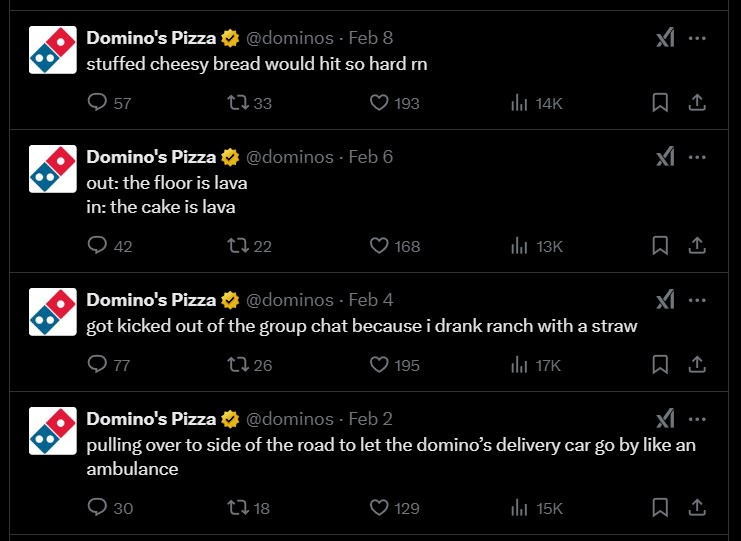 Domino's Pizza @dominos · Feb 8
stuffed cheesy bread would hit so hard rn
57 33 193 14K
Domino's Pizza @dominos · Feb 6
out: the floor is lava
in: the cake is lava
42 22 168 13K
Domino's Pizza @dominos · Feb 4
got kicked out of the group chat because i drank ranch with a straw
77 26 195 17K
Domino's Pizza @dominos · Feb 2
pulling over to side of the road to let the domino’s delivery car go by like an
ambulance
30 18 129 15K